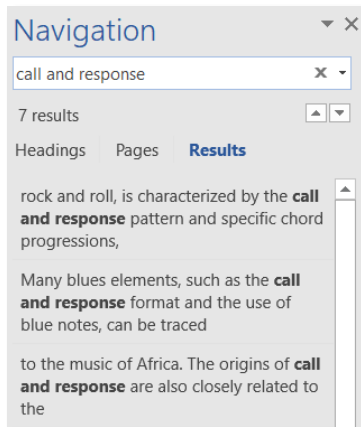 Navigation
call and response
7 results
Headings Pages Results
rock and roll, is characterized by the call
and response pattern and specific chord
progressions,
Many blues elements, such as the call
and response format and the use of
blue notes, can be traced
to the music of Africa. The origins of call
and response are also closely related to
the